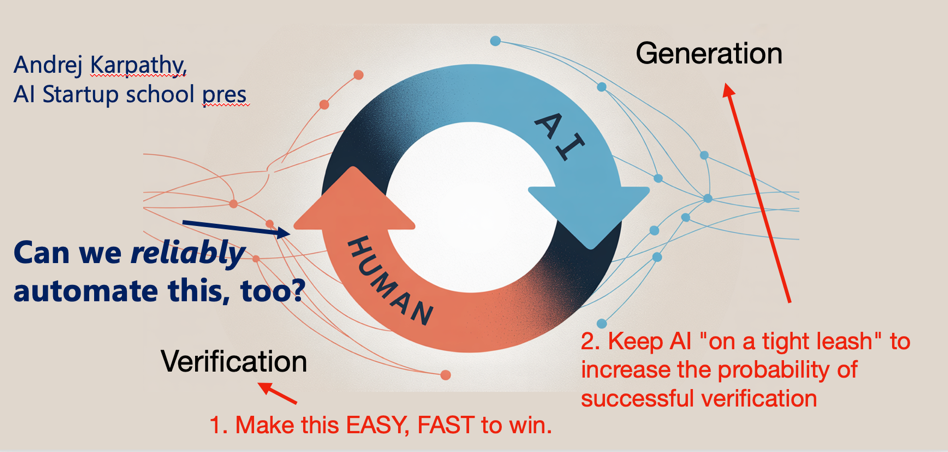 Andrej Karpathy,
AI Startup school pres
Generation
AI
HUMAN
Can we reliably
automate this, too?
Verification
1. Make this EASY, FAST to win.
2. Keep AI "on a tight leash" to
increase the probability of
successful verification